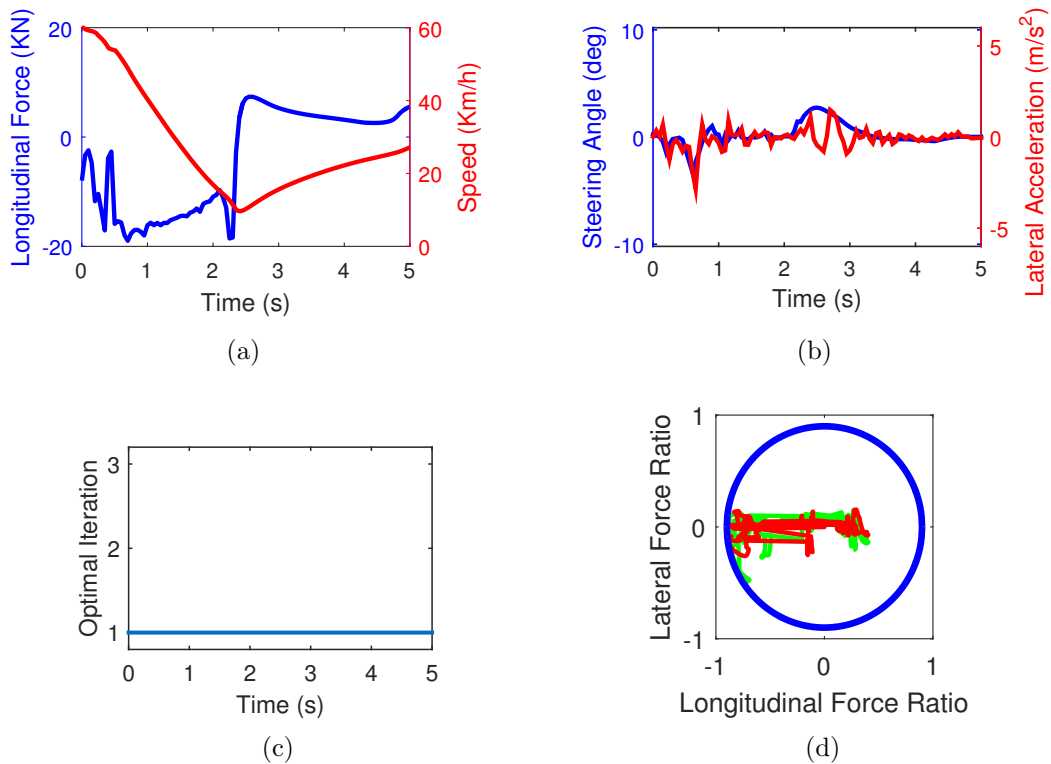 20
0
-20
Longitudinal Force (KN)
60
40
20
0
Speed (Km/h)
0 1 2 3 4 5
Time (s)
(a)
10
0
-10
Steering Angle (deg)
5
0
-5
Lateral Acceleration (m/s²)
0 1 2 3 4 5
Time (s)
(b)
3
2
1
Optimal Iteration
0 1 2 3 4 5
Time (s)
(c)
1
0
-1
Lateral Force Ratio
-1 0 1
Longitudinal Force Ratio
(d)